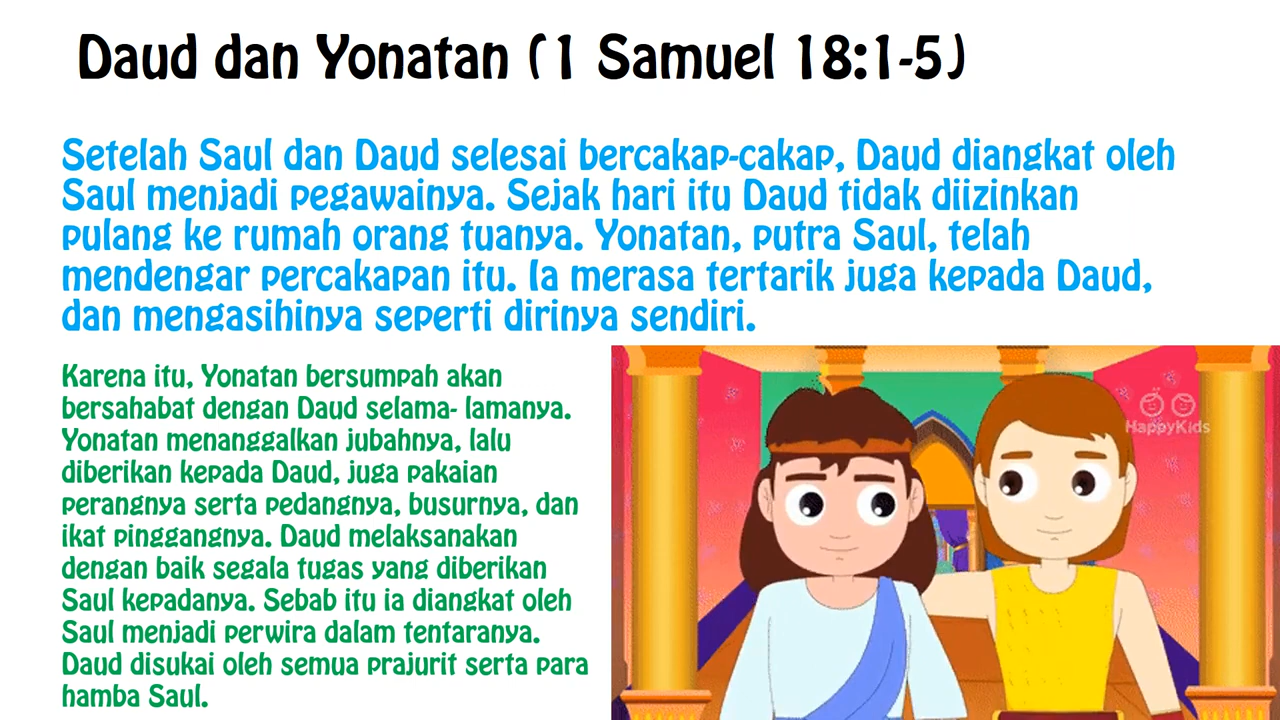 Daud dan Yonatan (1 Samuel 18:1-5)
Setelah Saul dan Daud selesai bercakap-cakap, Daud diangkat oleh
Saul menjadi pegawainya. Sejak hari itu Daud tidak diizinkan
pulang ke rumah orang tuanya. Yonatan, putra Saul, telah
mendengar percakapan itu. Ia merasa tertarik juga kepada Daud,
dan mengasihinya seperti dirinya sendiri.
Karena itu, Yonatan bersumpah akan
bersahabat dengan Daud selama- lamanya.
Yonatan menanggalkan jubahnya, lalu
diberikan kepada Daud, juga pakaian
perangnya serta pedangnya, busurnya, dan
ikat pinggangnya. Daud melaksanakan
dengan baik segala tugas yang diberikan
Saul kepadanya. Sebab itu ia diangkat oleh
Saul menjadi perwira dalam tentaranya.
Daud disukai oleh semua prajurit serta para
hamba Saul.
HappyKids